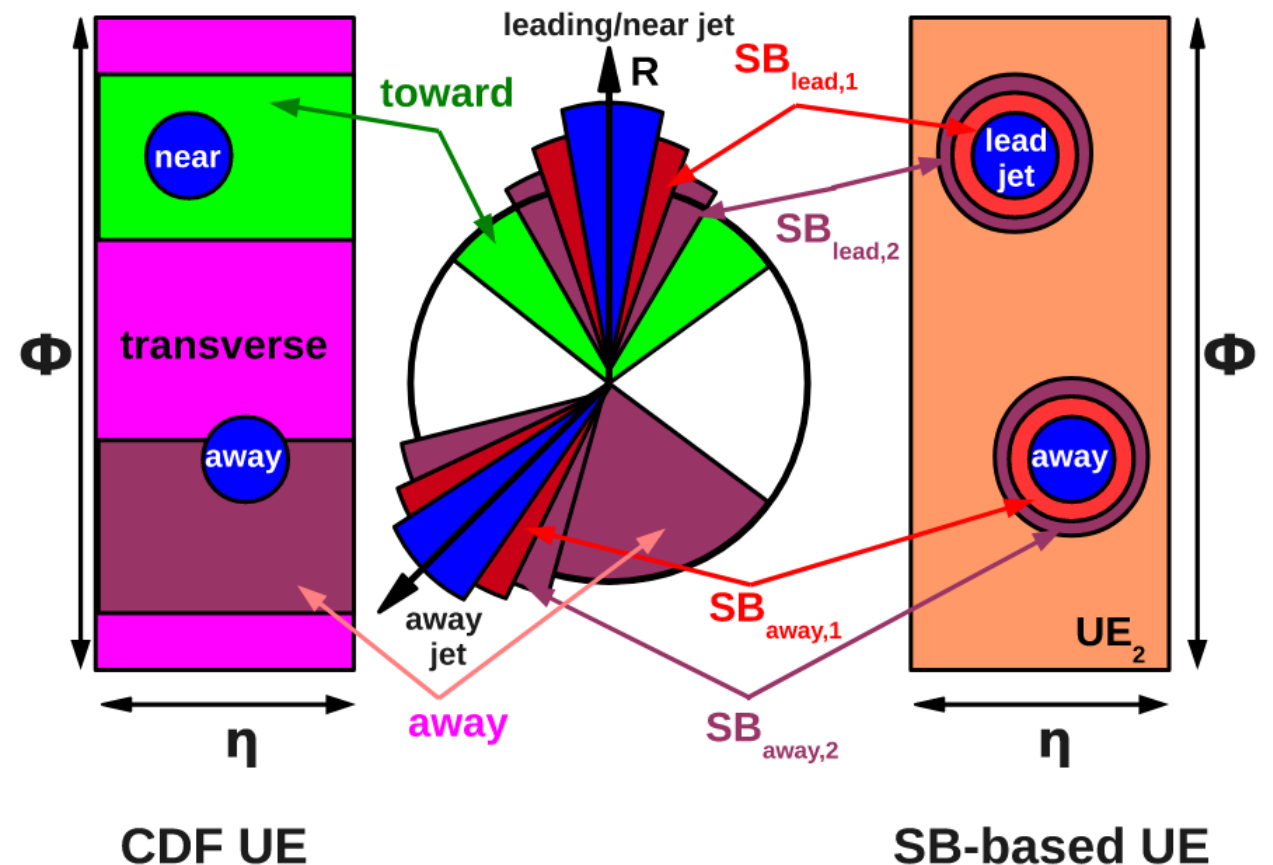 leading/near jet
R
SB lead,1
toward
near
lead
jet
SB lead,2
Φ
transverse
Φ
away
away
SB away,1
away
jet
UE 2
away
SB away,2
η
η
CDF UE
SB-based UE